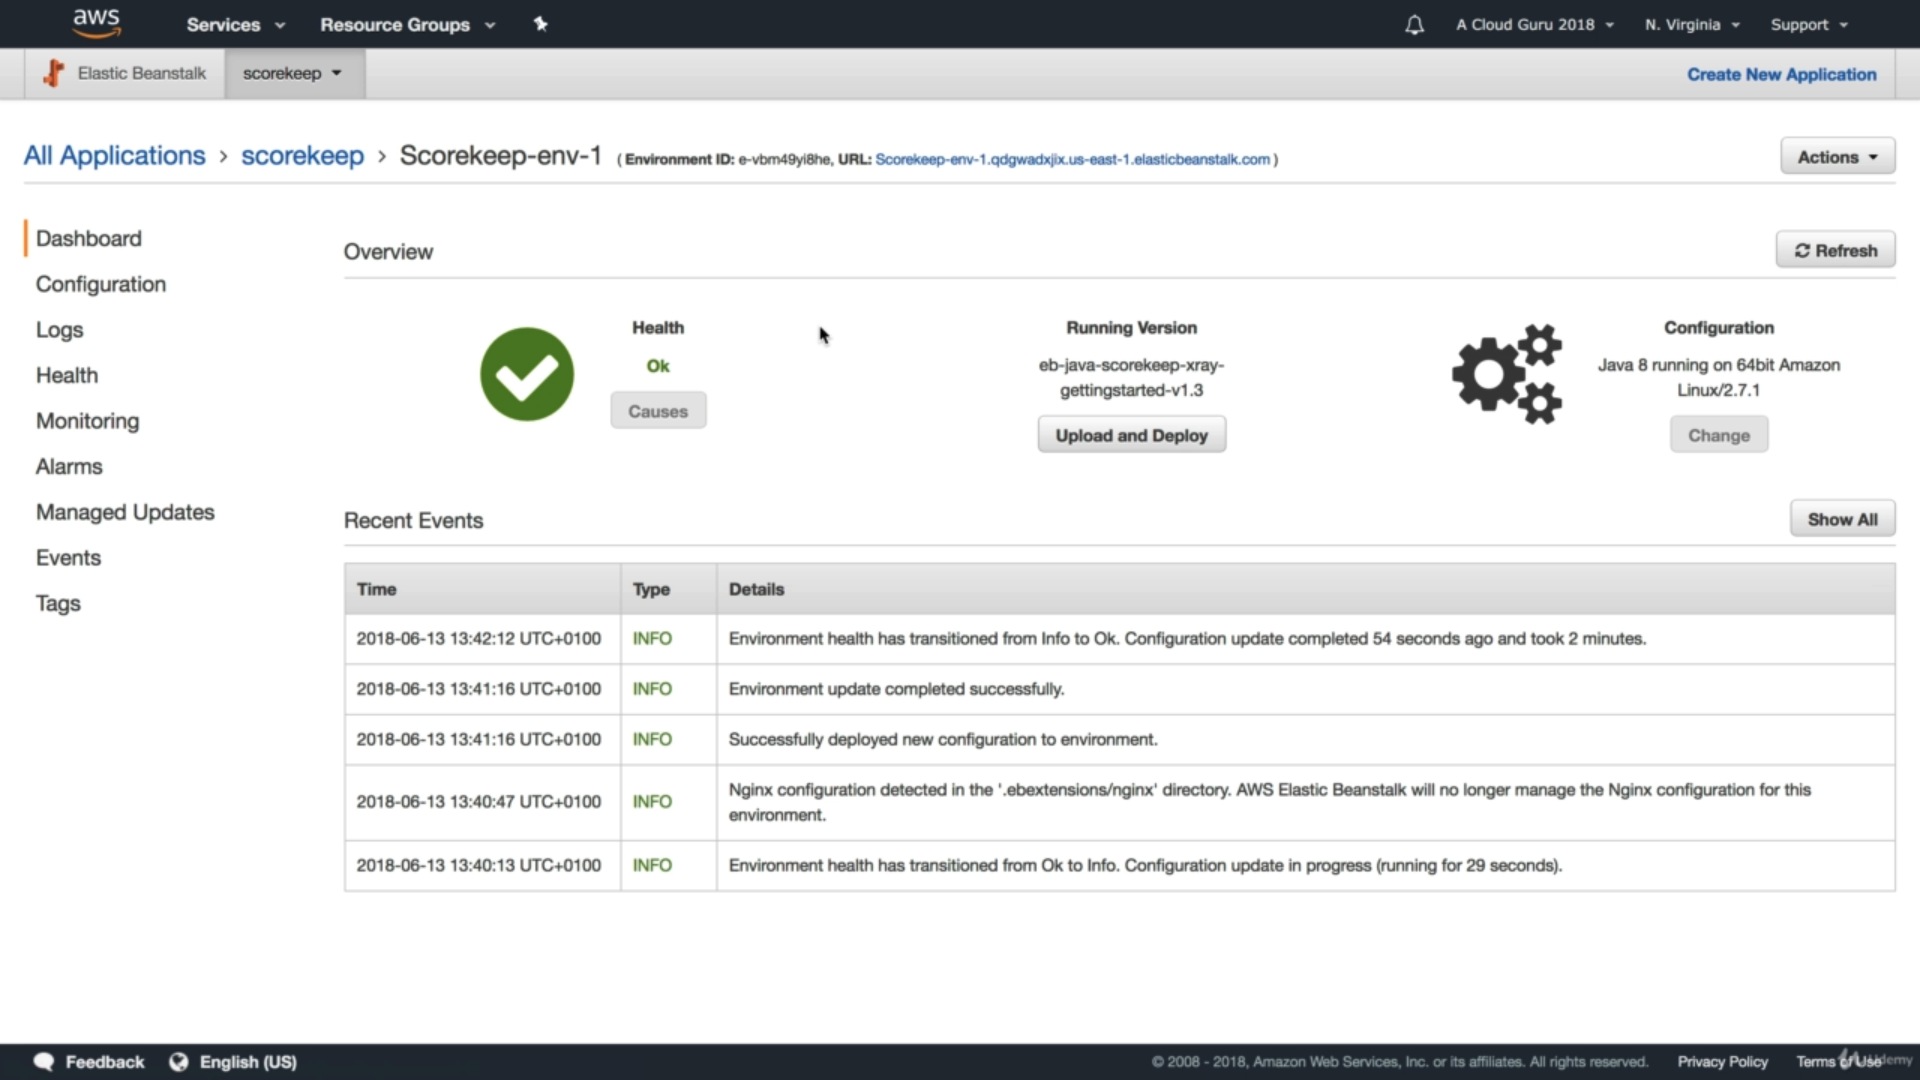 aws Services Resource Groups A Cloud Guru 2018 N. Virginia Support
Elastic Beanstalk scorekeep Create New Application
All Applications > scorekeep > Scorekeep-env-1 ( Environment ID: e-vbm49yi8he, URL: Scorekeep-env-1.qdgwadxjix.us-east-1.elasticbeanstalk.com )
Actions
Dashboard
Configuration
Logs
Health
Monitoring
Alarms
Managed Updates
Events
Tags
Overview
Refresh
Health
Ok
Causes
Running Version
eb-java-scorekeep-xray-
gettingstarted-v1.3
Upload and Deploy
Configuration
Java 8 running on 64bit Amazon
Linux/2.7.1
Change
Recent Events
Show All
Time Type Details
2018-06-13 13:42:12 UTC+0100 INFO Environment health has transitioned from Info to Ok. Configuration update completed 54 seconds ago and took 2 minutes.
2018-06-13 13:41:16 UTC+0100 INFO Environment update completed successfully.
2018-06-13 13:41:16 UTC+0100 INFO Successfully deployed new configuration to environment.
2018-06-13 13:40:47 UTC+0100 INFO Nginx configuration detected in the '.ebextensions/nginx' directory. AWS Elastic Beanstalk will no longer manage the Nginx configuration for this
environment.
2018-06-13 13:40:13 UTC+0100 INFO Environment health has transitioned from Ok to Info. Configuration update in progress (running for 29 seconds).
Feedback English (US) © 2008 - 2018, Amazon Web Services, Inc. or its affiliates. All rights reserved. Privacy Policy Terms of Use